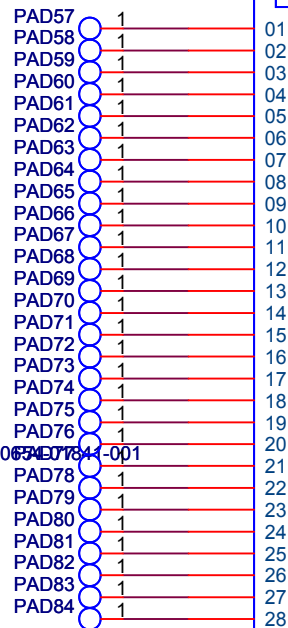 PAD57 1 01
PAD58 1 02
PAD59 1 03
PAD60 1 04
PAD61 1 05
PAD62 1 06
PAD63 1 07
PAD64 1 08
PAD65 1 09
PAD66 1 10
PAD67 1 11
PAD68 1 12
PAD69 1 13
PAD70 1 14
PAD71 1 15
PAD72 1 16
PAD73 1 17
PAD74 1 18
PAD75 1 19
PAD76 1 20
1 21
PAD78 1 22
PAD79 1 23
PAD80 1 24
PAD81 1 25
PAD82 1 26
PAD83 1 27
PAD84 1 28